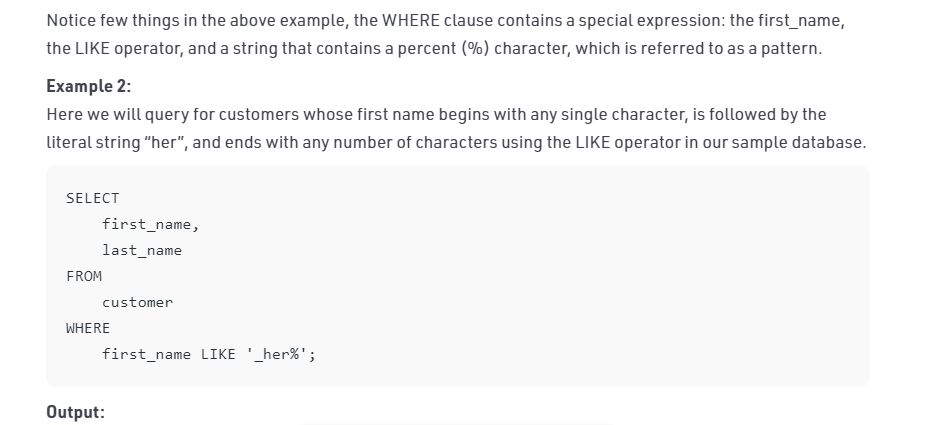 Notice few things in the above example, the WHERE clause contains a special expression: the first_name,
the LIKE operator, and a string that contains a percent (%) character, which is referred to as a pattern.
Example 2:
Here we will query for customers whose first name begins with any single character, is followed by the
literal string “her”, and ends with any number of characters using the LIKE operator in our sample database.
SELECT
    first_name,
    last_name
FROM
    customer
WHERE
    first_name LIKE '_her%';
Output: